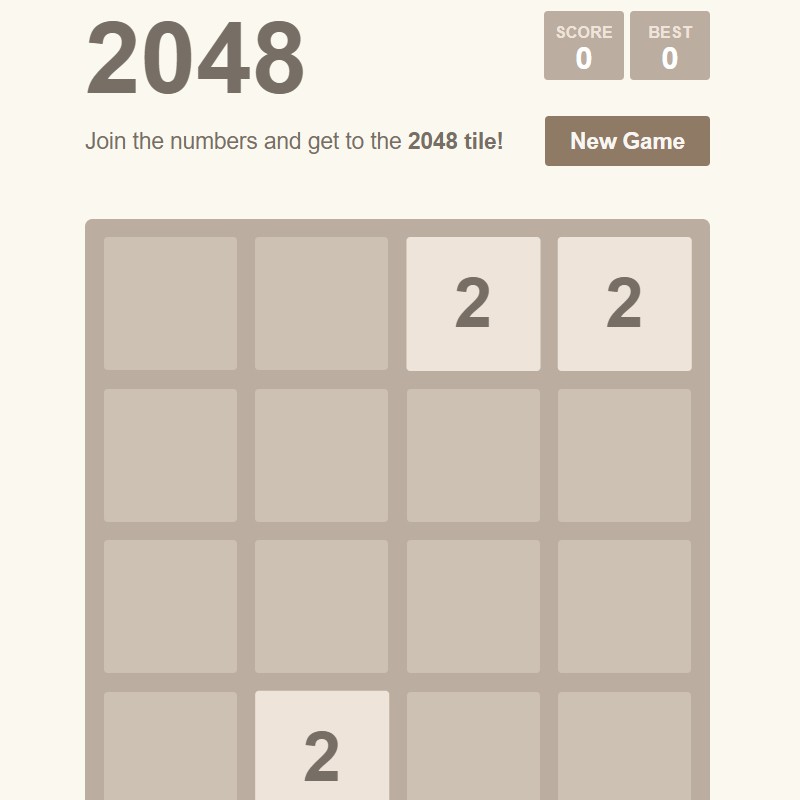 2048
SCORE
0
BEST
0
Join the numbers and get to the 2048 tile!
New Game
2 2
2